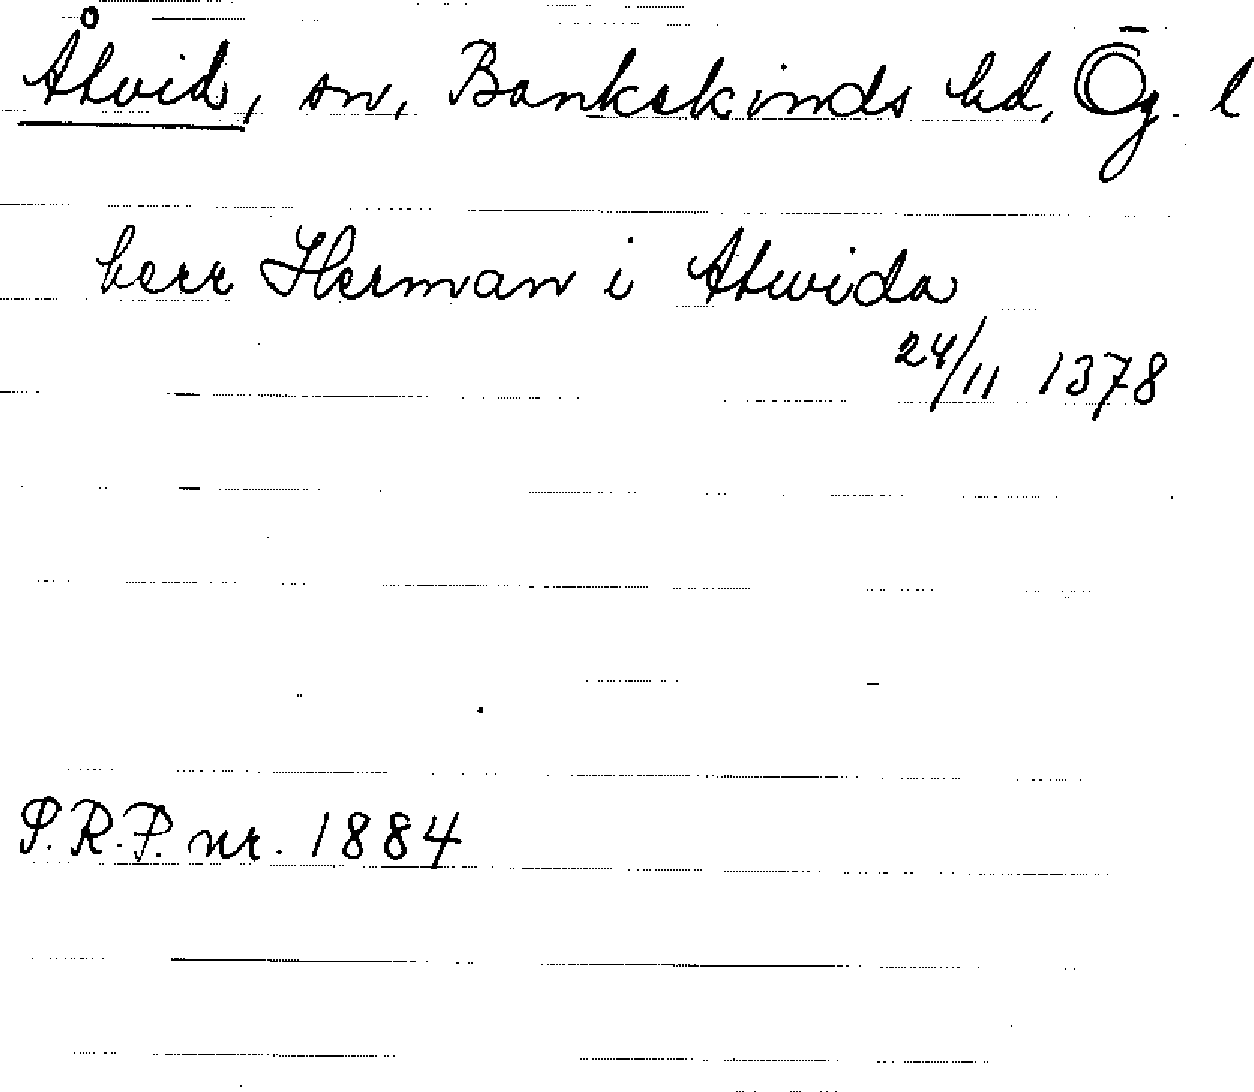 Åtvid, sn, Bankekinds hd, Ög. l
herr Herman i Atwida
24/11 1378
S.R.P. nr. 1884